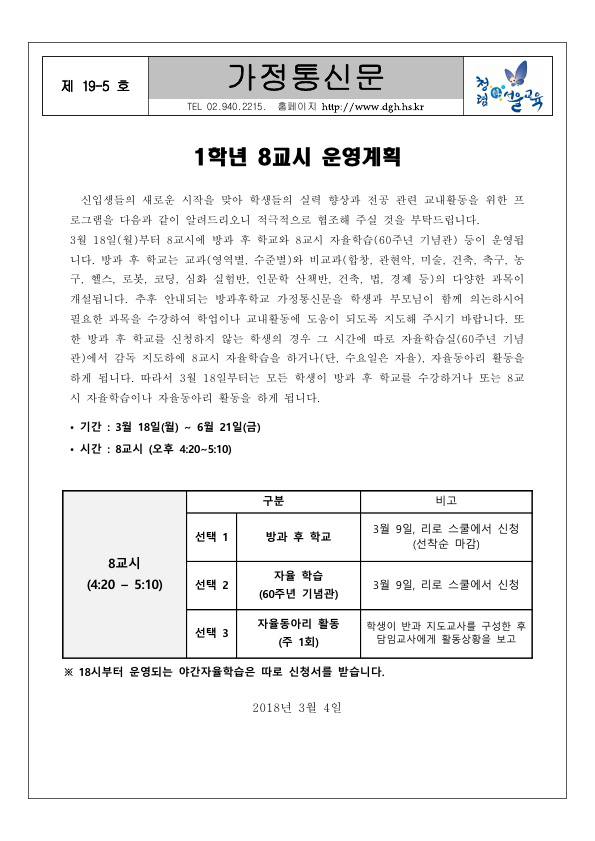 제 19-5 호
가정통신문
TEL 02.940.2215. 홈페이지 http://www.dgh.hs.kr
청렴 서울교육
1학년 8교시 운영계획
신입생들의 새로운 시작을 맞아 학생들의 실력 향상과 전공 관련 교내활동을 위한 프
로그램을 다음과 같이 알려드리오니 적극적으로 협조해 주실 것을 부탁드립니다.
3월 18일(월)부터 8교시에 방과 후 학교와 8교시 자율학습(60주년 기념관) 등이 운영됩
니다. 방과 후 학교는 교과(영역별, 수준별)와 비교과(합창, 관현악, 미술, 건축, 축구, 농
구, 헬스, 로봇, 코딩, 심화 실험반, 인문학 산책반, 건축, 법, 경제 등)의 다양한 과목이
개설됩니다. 추후 안내되는 방과후학교 가정통신문을 학생과 부모님이 함께 의논하시어
필요한 과목을 수강하여 학업이나 교내활동에 도움이 되도록 지도해 주시기 바랍니다. 또
한 방과 후 학교를 신청하지 않는 학생의 경우 그 시간에 따로 자율학습실(60주년 기념
관)에서 감독 지도하에 8교시 자율학습을 하거나(단, 수요일은 자율), 자율동아리 활동을
하게 됩니다. 따라서 3월 18일부터는 모든 학생이 방과 후 학교를 수강하거나 또는 8교
시 자율학습이나 자율동아리 활동을 하게 됩니다.
• 기간 : 3월 18일(월) ~ 6월 21일(금)
• 시간 : 8교시 (오후 4:20~5:10)
구분
비고
8교시
(4:20 – 5:10)
선택 1
방과 후 학교
3월 9일, 리로 스쿨에서 신청
(선착순 마감)
선택 2
자율 학습
(60주년 기념관)
3월 9일, 리로 스쿨에서 신청
선택 3
자율동아리 활동
(주 1회)
학생이 반과 지도교사를 구성한 후
담임교사에게 활동상황을 보고
※ 18시부터 운영되는 야간자율학습은 따로 신청서를 받습니다.
2018년 3월 4일